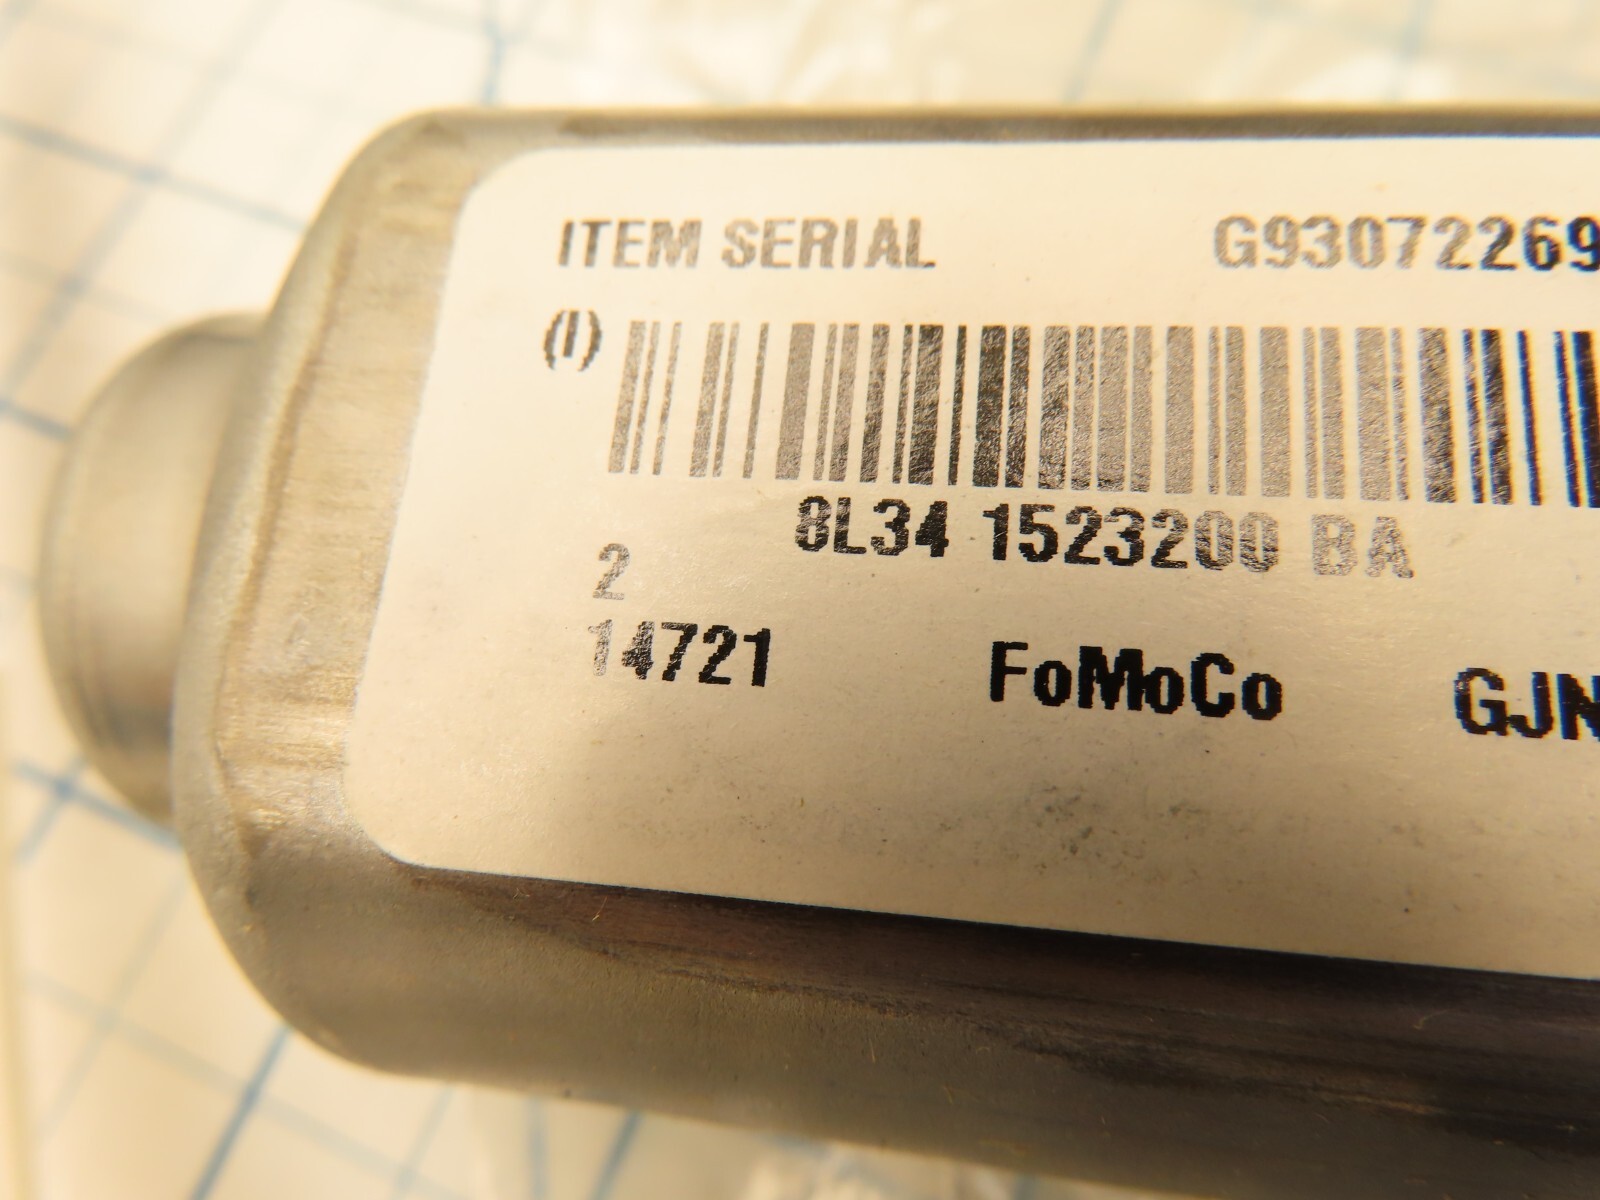 ITEM SERIAL G93072269
(I)
8L34 1523200 BA
2
14721 FoMoCo GJN